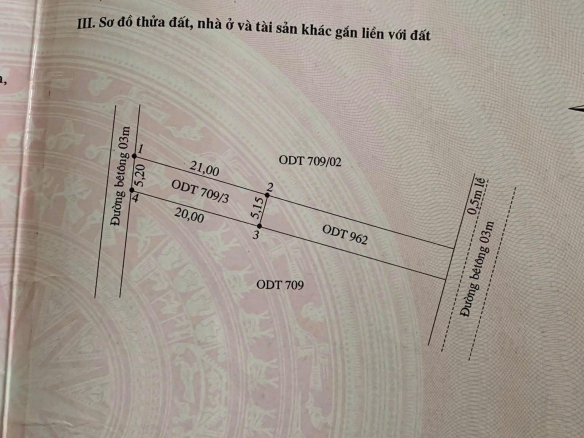 III. Sơ đồ thửa đất, nhà ở và tài sản khác gắn liền với đất
ODT 709/02
Đường bêtông 03m
1
21,00
2
5,20
ODT 709/3
5,15
4
20,00
3
ODT 962
0,5m lề
Đường bêtông 03m
ODT 709